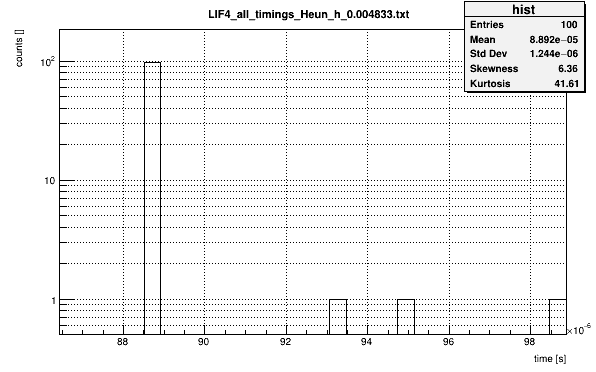 LIF4_all_timings_Heun_h_0.004833.txt
hist
Entries 100
Mean 8.892e−05
Std Dev 1.244e−06
Skewness 6.36
Kurtosis 41.61
counts []
10²
10
1
88 90 92 94 96 98
×10⁻⁶
time [s]